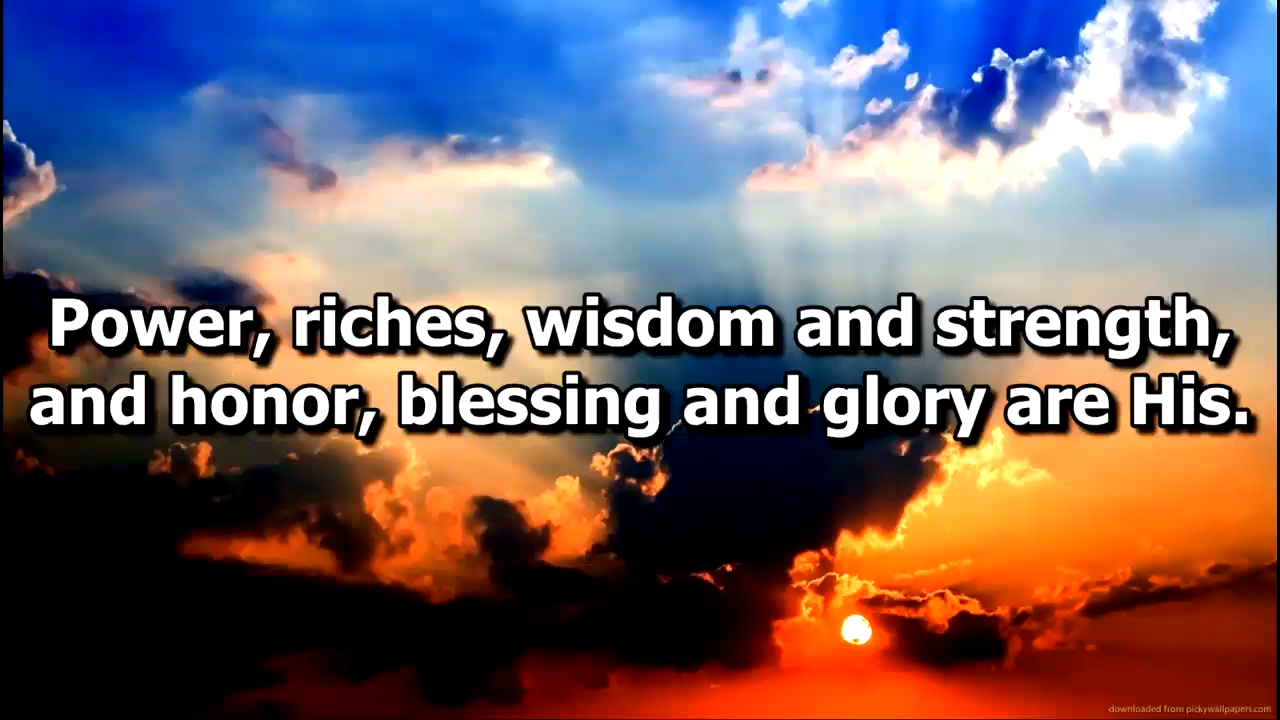 Power, riches, wisdom and strength,
and honor, blessing and glory are His.
downloaded from pickywallpapers.com